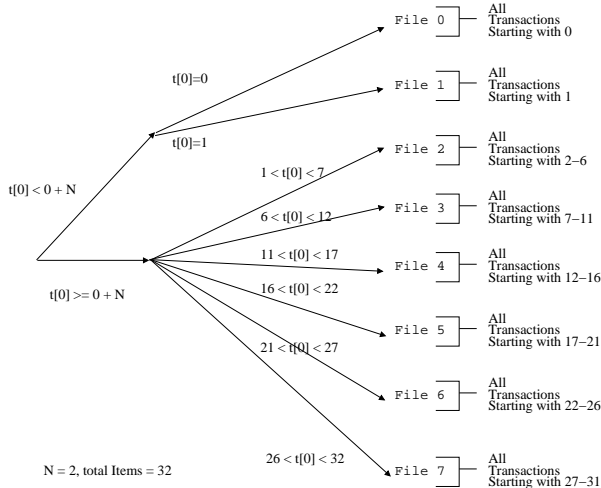 All
File 0
Transactions
Starting with 0
t[0]=0
All
File 1
Transactions
Starting with 1
t[0]=1
All
File 2
Transactions
Starting with 2−6
1 < t[0] < 7
t[0] < 0 + N
All
File 3
Transactions
Starting with 7−11
6 < t[0] < 12
All
File 4
Transactions
Starting with 12−16
11 < t[0] < 17
16 < t[0] < 22
t[0] >= 0 + N
All
File 5
Transactions
Starting with 17−21
21 < t[0] < 27
All
File 6
Transactions
Starting with 22−26
26 < t[0] < 32
All
File 7
Transactions
Starting with 27−31
N = 2, total Items = 32